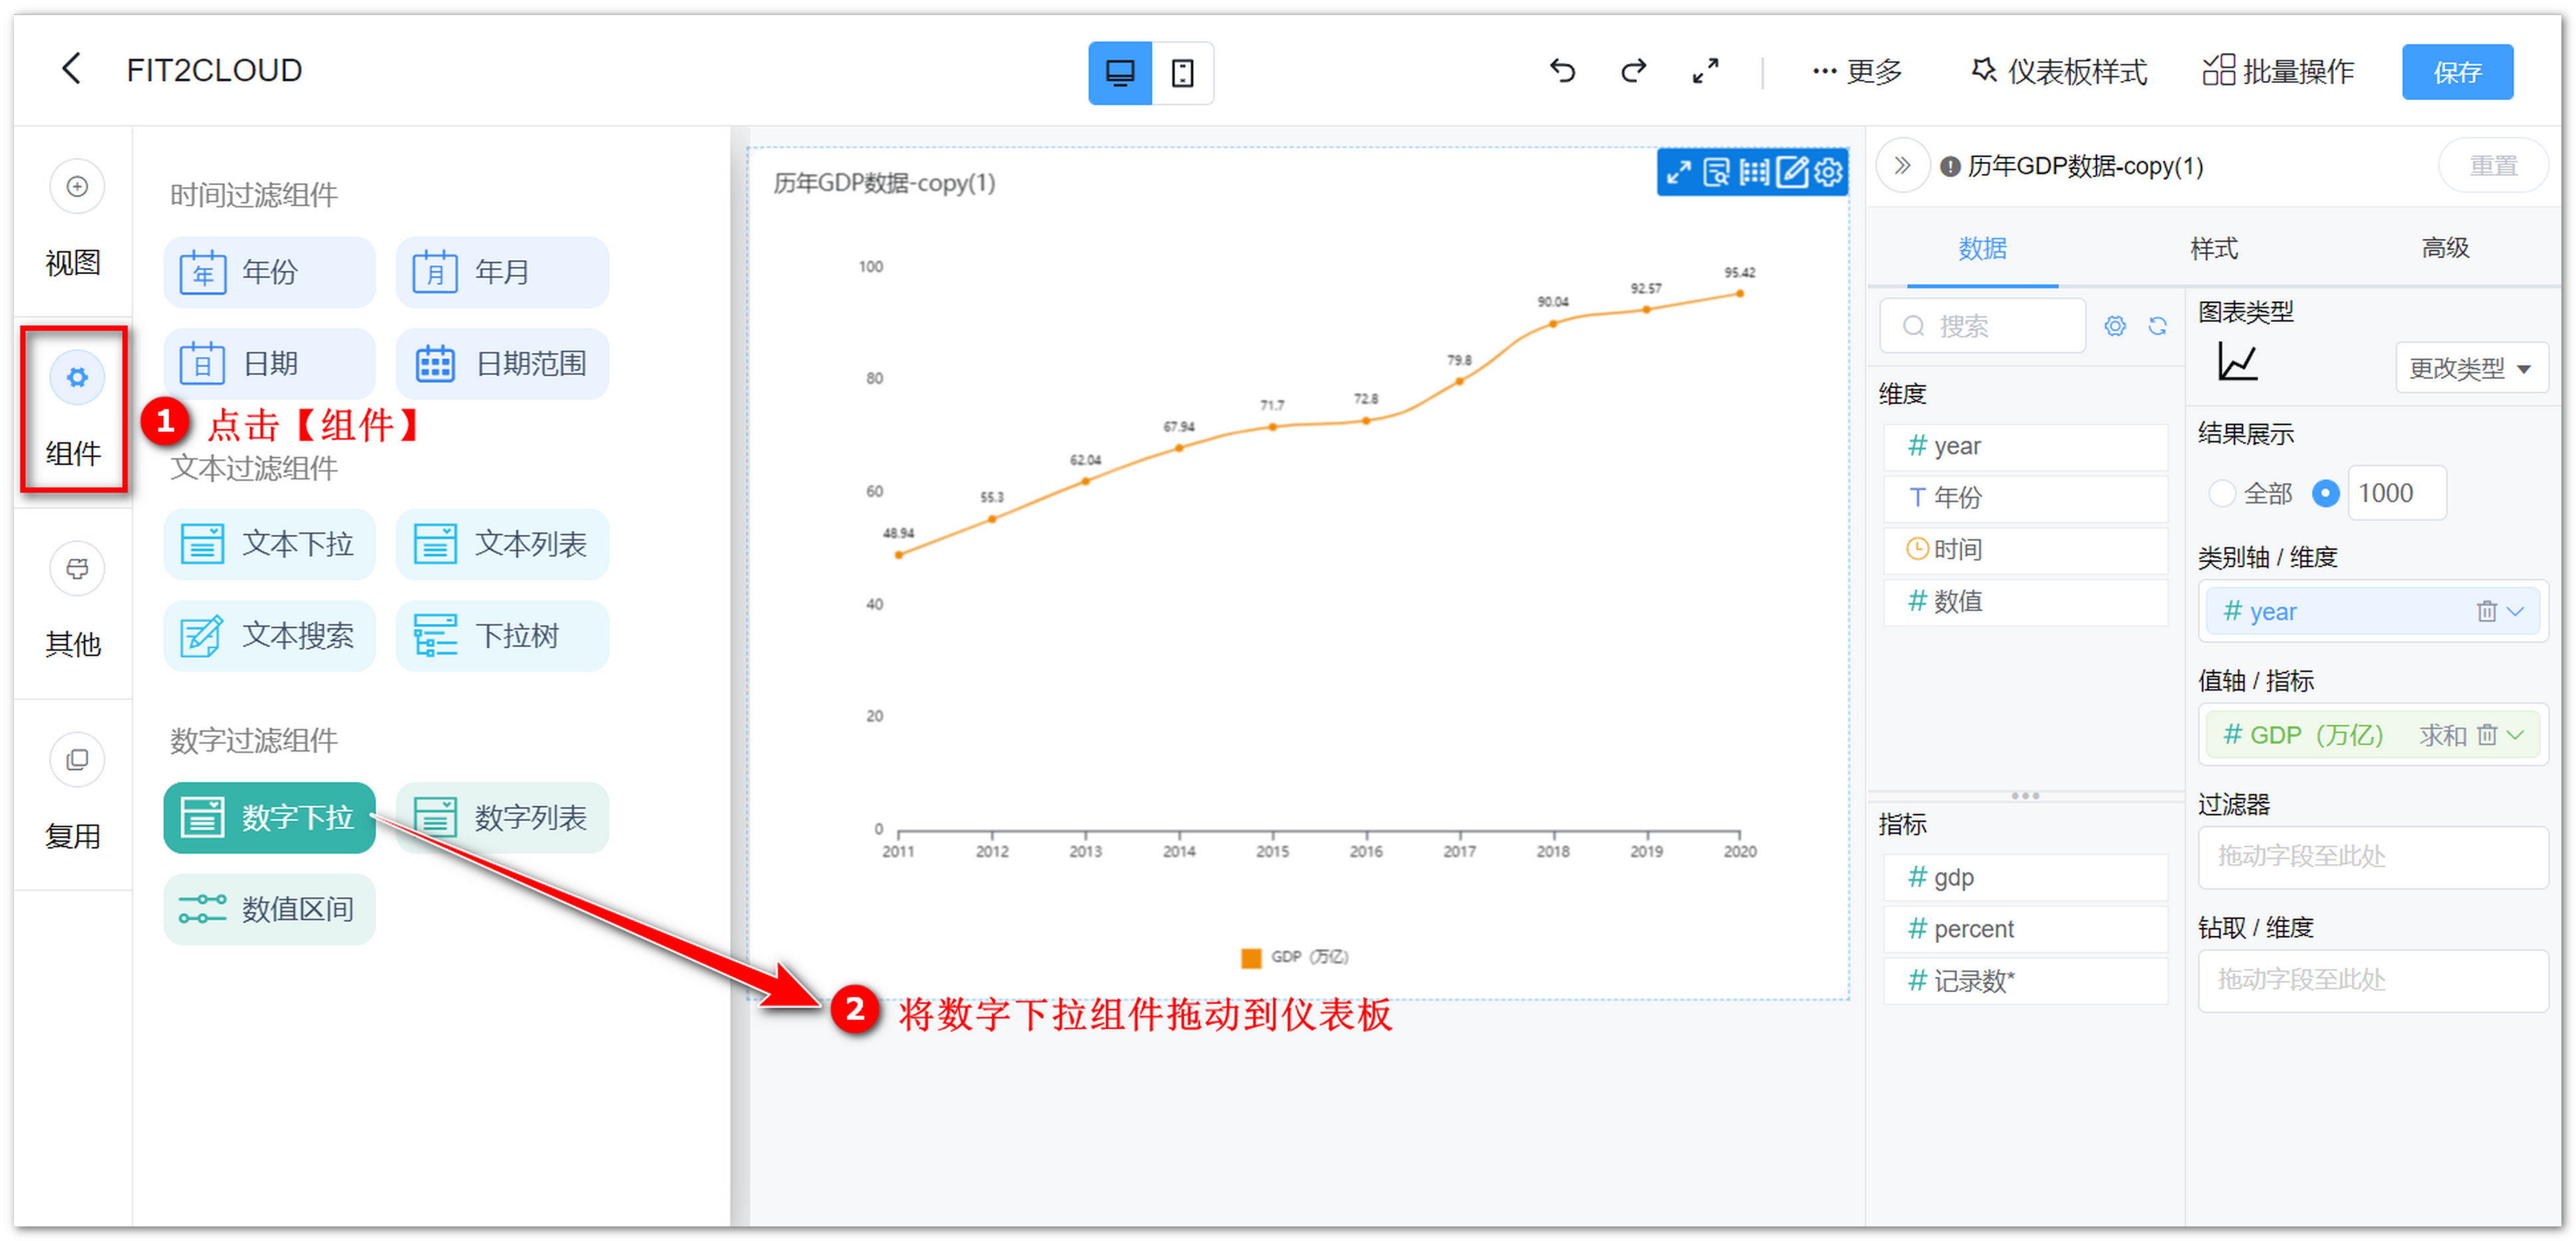 FIT2CLOUD
更多
仪表板样式
批量操作
保存
视图
组件
其他
复用
时间过滤组件
年 年份
月 年月
日 日期
日期范围
1 点击【组件】
文本过滤组件
文本下拉
文本列表
文本搜索
下拉树
数字过滤组件
数字下拉
数字列表
数值区间
2 将数字下拉组件拖动到仪表板
历年GDP数据-copy(1)
100
80
60
40
20
0
48.94
55.3
62.04
67.94
71.7
72.8
79.8
90.04
92.57
95.42
2011 2012 2013 2014 2015 2016 2017 2018 2019 2020
GDP（万亿）
历年GDP数据-copy(1)
重置
数据
样式
高级
搜索
维度
# year
T 年份
时间
# 数值
指标
# gdp
# percent
# 记录数*
图表类型
更改类型
结果展示
全部
1000
类别轴 / 维度
# year
值轴 / 指标
# GDP（万亿） 求和
过滤器
拖动字段至此处
钻取 / 维度
拖动字段至此处